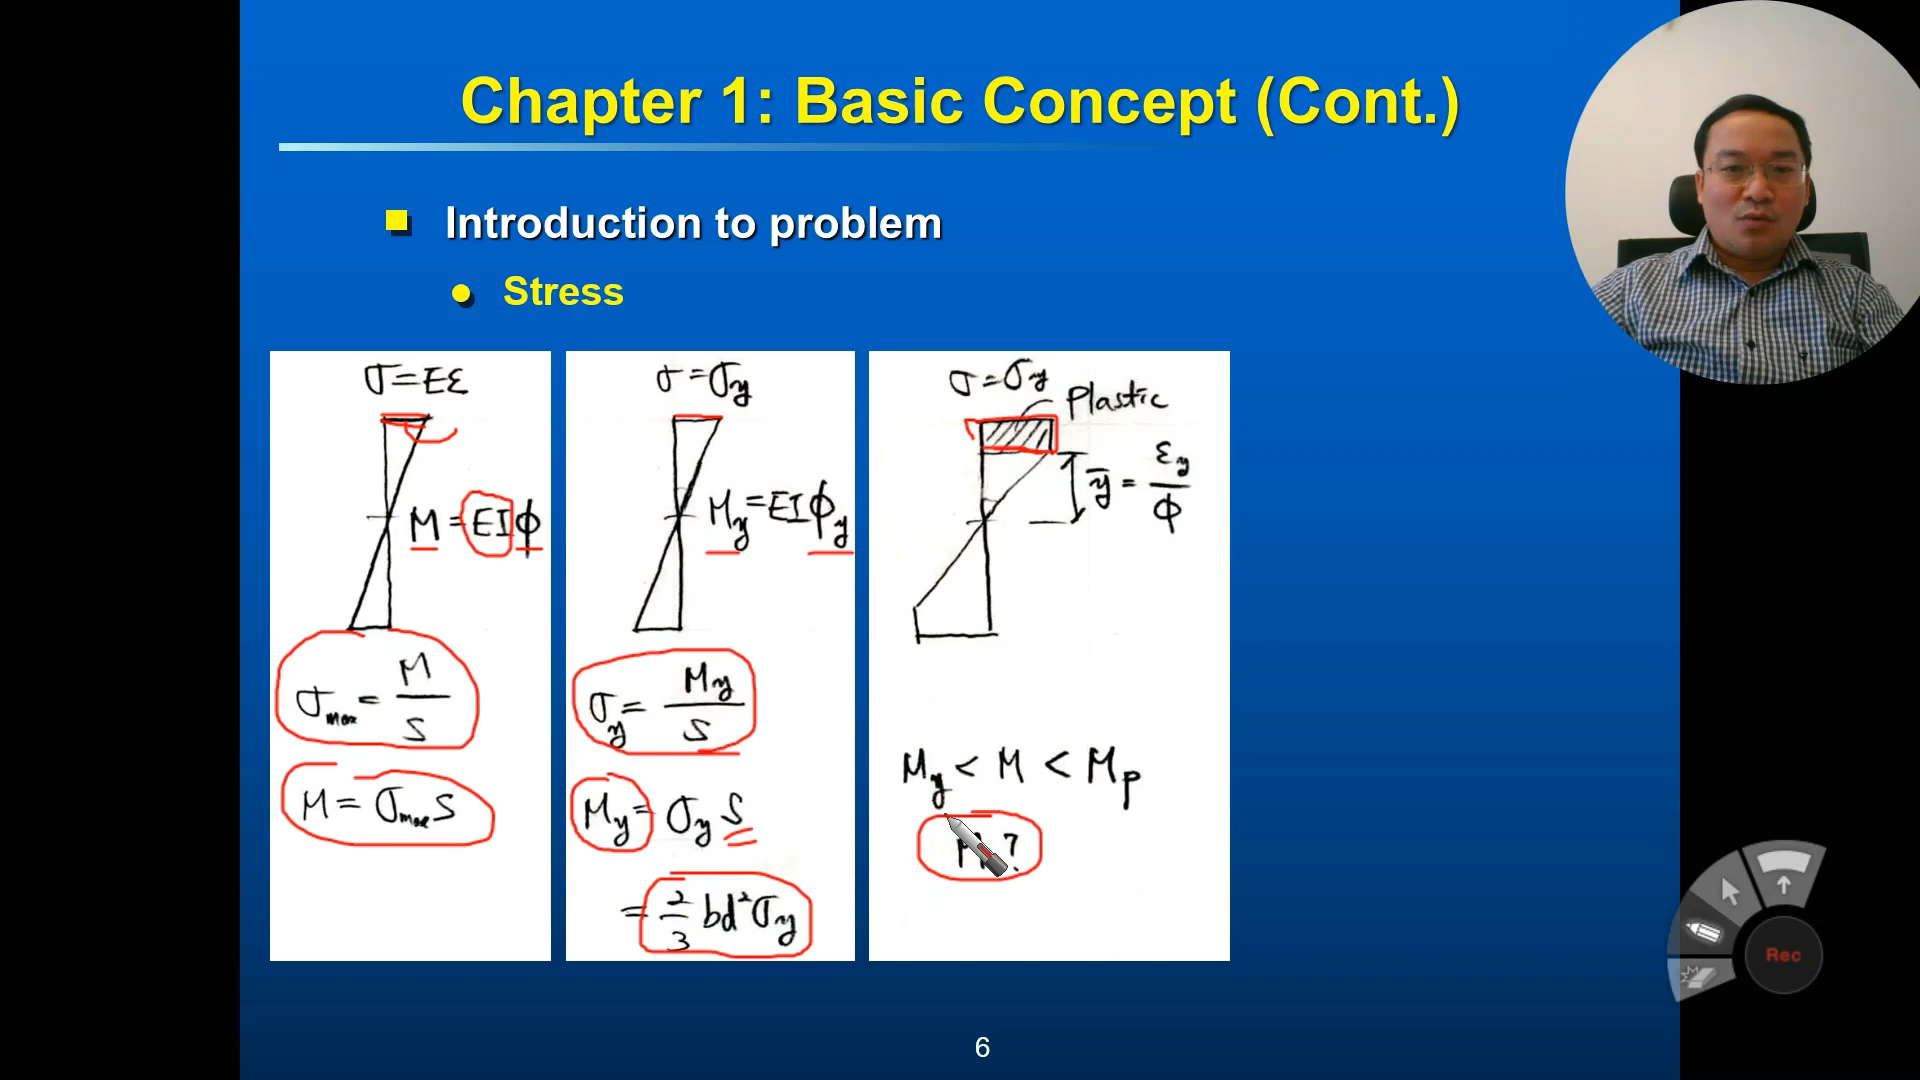 Chapter 1: Basic Concept (Cont.)
Introduction to problem
Stress
σ=Eε
M=EIϕ
σmax=M/S
M=σmax S
σ=σy
My=EIϕy
σy=My/S
My=σy S
=2/3 bd²σy
σ=σy
Plastic
ȳ=εy/ϕ
My<M<Mp
M?
Rec
6